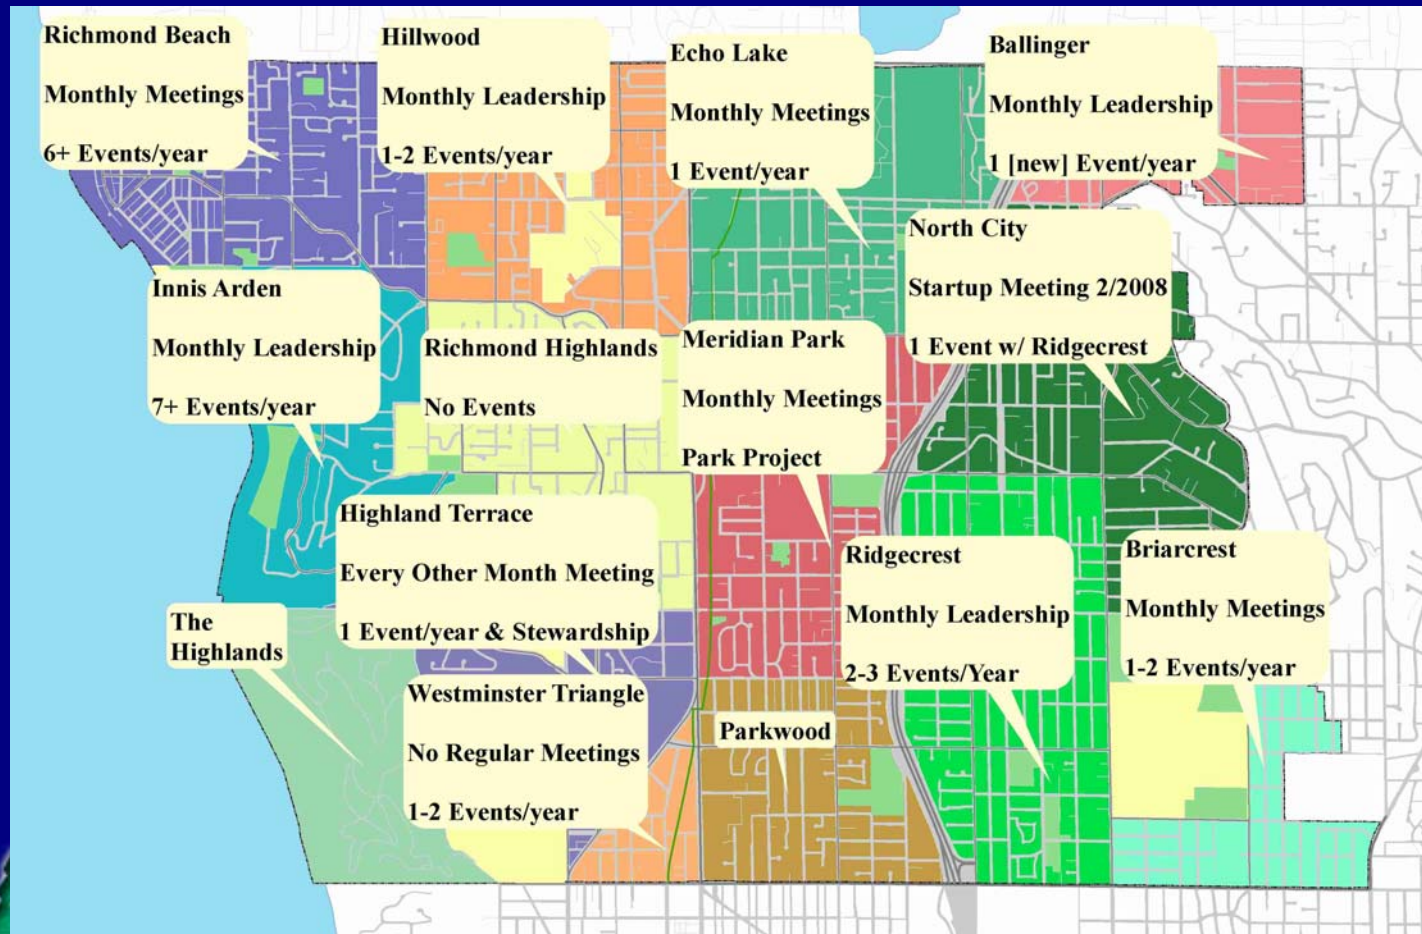 Richmond Beach
Monthly Meetings
6+ Events/year
Hillwood
Monthly Leadership
1-2 Events/year
Echo Lake
Monthly Meetings
1 Event/year
Ballinger
Monthly Leadership
1 [new] Event/year
North City
Startup Meeting 2/2008
1 Event w/ Ridgecrest
Innis Arden
Monthly Leadership
7+ Events/year
Richmond Highlands
No Events
Meridian Park
Monthly Meetings
Park Project
Highland Terrace
Every Other Month Meeting
1 Event/year & Stewardship
Ridgecrest
Monthly Leadership
2-3 Events/Year
Briarcrest
Monthly Meetings
1-2 Events/year
The
Highlands
Westminster Triangle
No Regular Meetings
1-2 Events/year
Parkwood